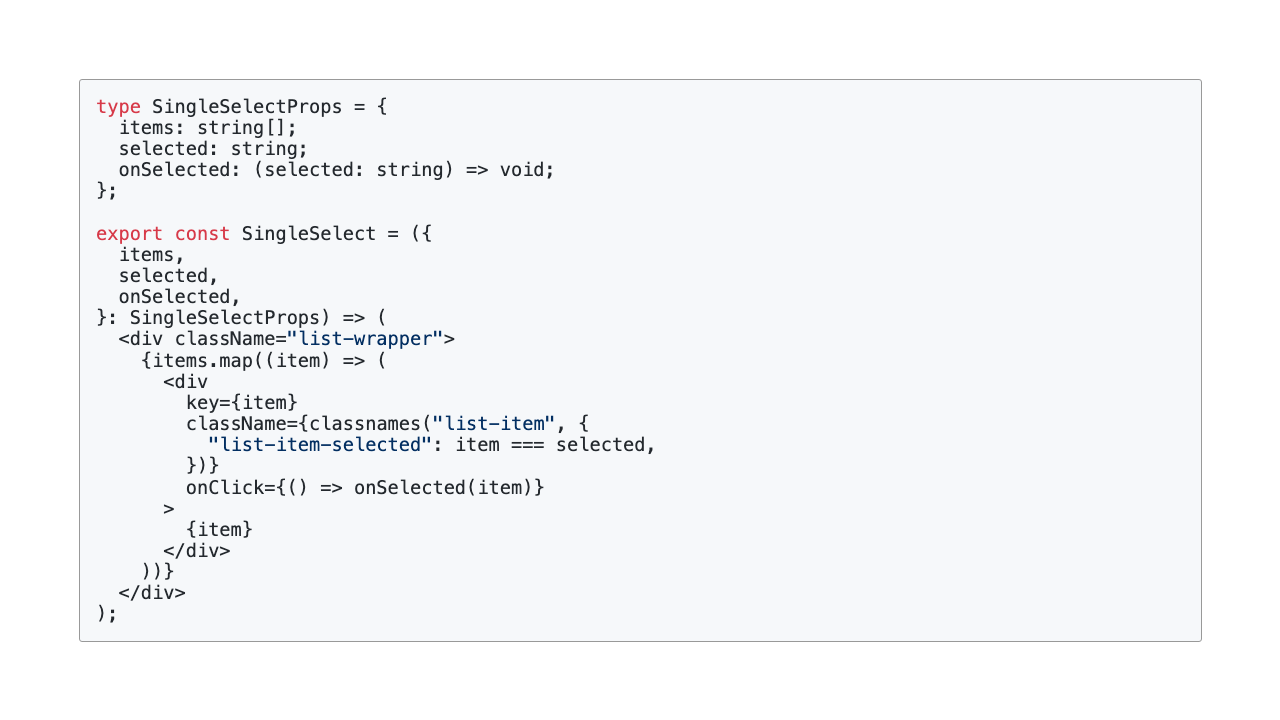 type SingleSelectProps = {
  items: string[];
  selected: string;
  onSelected: (selected: string) => void;
};

export const SingleSelect = ({
  items,
  selected,
  onSelected,
}: SingleSelectProps) => (
  <div className="list-wrapper">
    {items.map((item) => (
      <div
        key={item}
        className={classnames("list-item", {
          "list-item-selected": item === selected,
        })}
        onClick={() => onSelected(item)}
      >
        {item}
      </div>
    ))}
  </div>
);